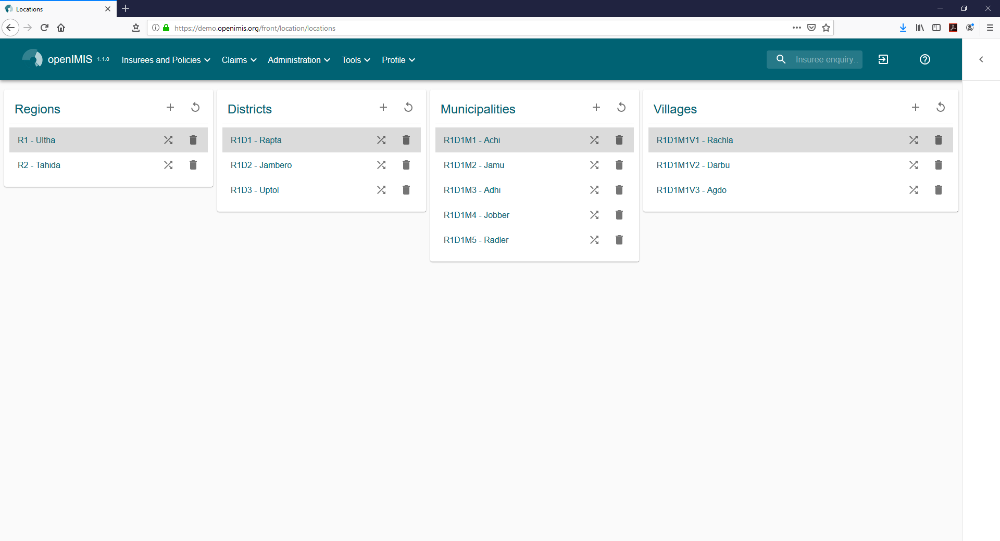 Locations
https://demo.openimis.org/front/location/locations
openIMIS 1.1.0 Insurees and Policies Claims Administration Tools Profile Insuree enquiry..
Regions
R1 - Ultha
R2 - Tahida
Districts
R1D1 - Rapta
R1D2 - Jambero
R1D3 - Uptol
Municipalities
R1D1M1 - Achi
R1D1M2 - Jamu
R1D1M3 - Adhi
R1D1M4 - Jobber
R1D1M5 - Radler
Villages
R1D1M1V1 - Rachla
R1D1M1V2 - Darbu
R1D1M1V3 - Agdo